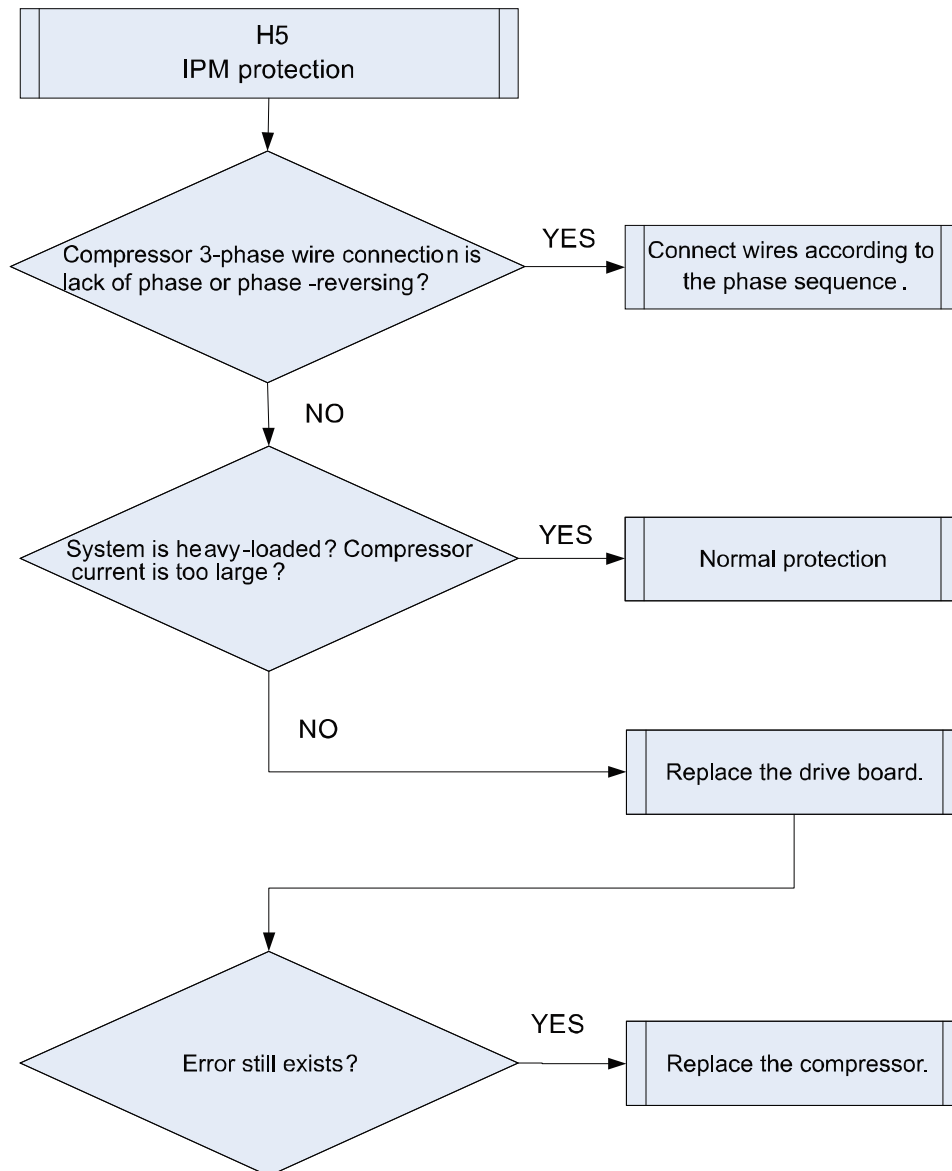 H5
IPM protection
Compressor 3-phase wire connection is
lack of phase or phase -reversing?
YES
Connect wires according to
the phase sequence.
NO
System is heavy-loaded? Compressor
current is too large?
YES
Normal protection
NO
Replace the drive board.
Error still exists?
YES
Replace the compressor.